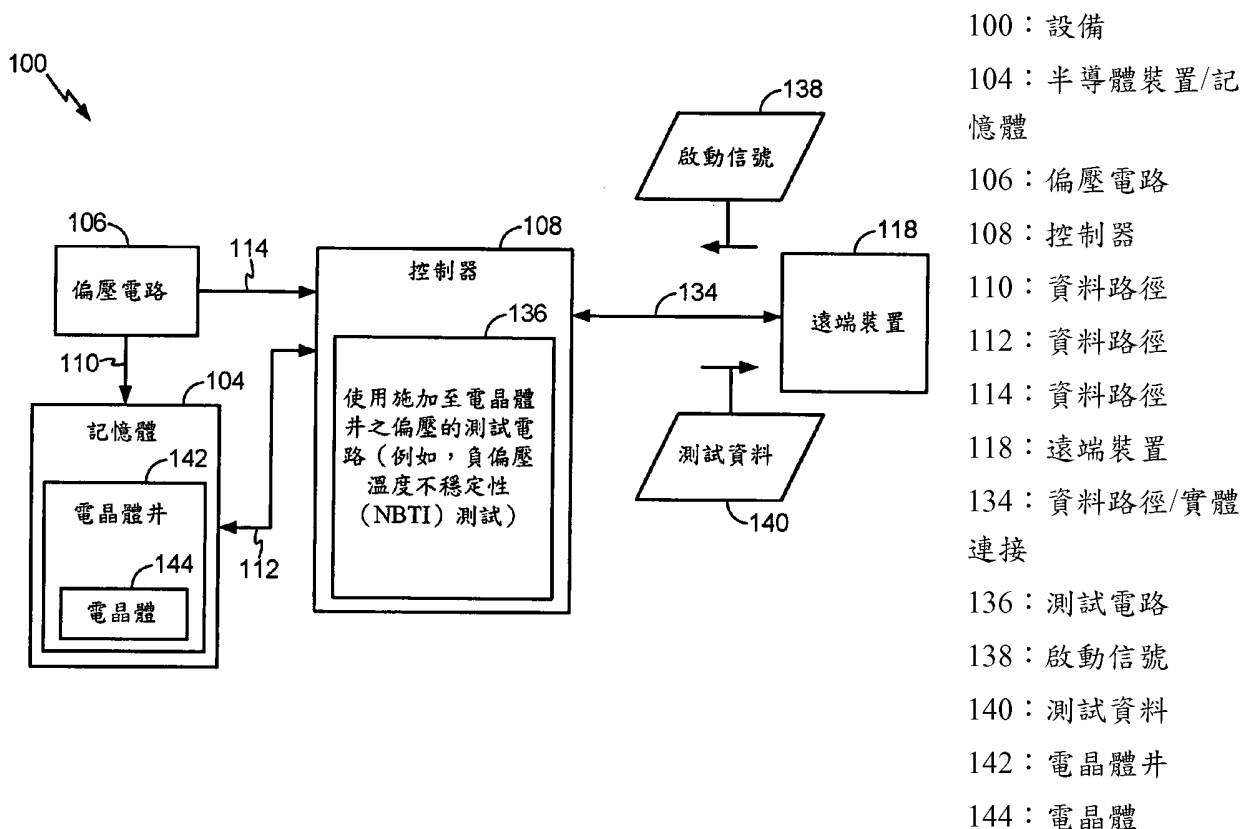 100
138
啟動信號
106
偏壓電路
114
108
控制器
134
118
遠端裝置
110
104
記憶體
142
電晶體井
144
電晶體
112
136
使用施加至電晶體
井之偏壓的測試電
路（例如，負偏壓
溫度不穩定性
（NBTI）測試）
測試資料
140
100：設備
104：半導體裝置/記
憶體
106：偏壓電路
108：控制器
110：資料路徑
112：資料路徑
114：資料路徑
118：遠端裝置
134：資料路徑/實體
連接
136：測試電路
138：啟動信號
140：測試資料
142：電晶體井
144：電晶體